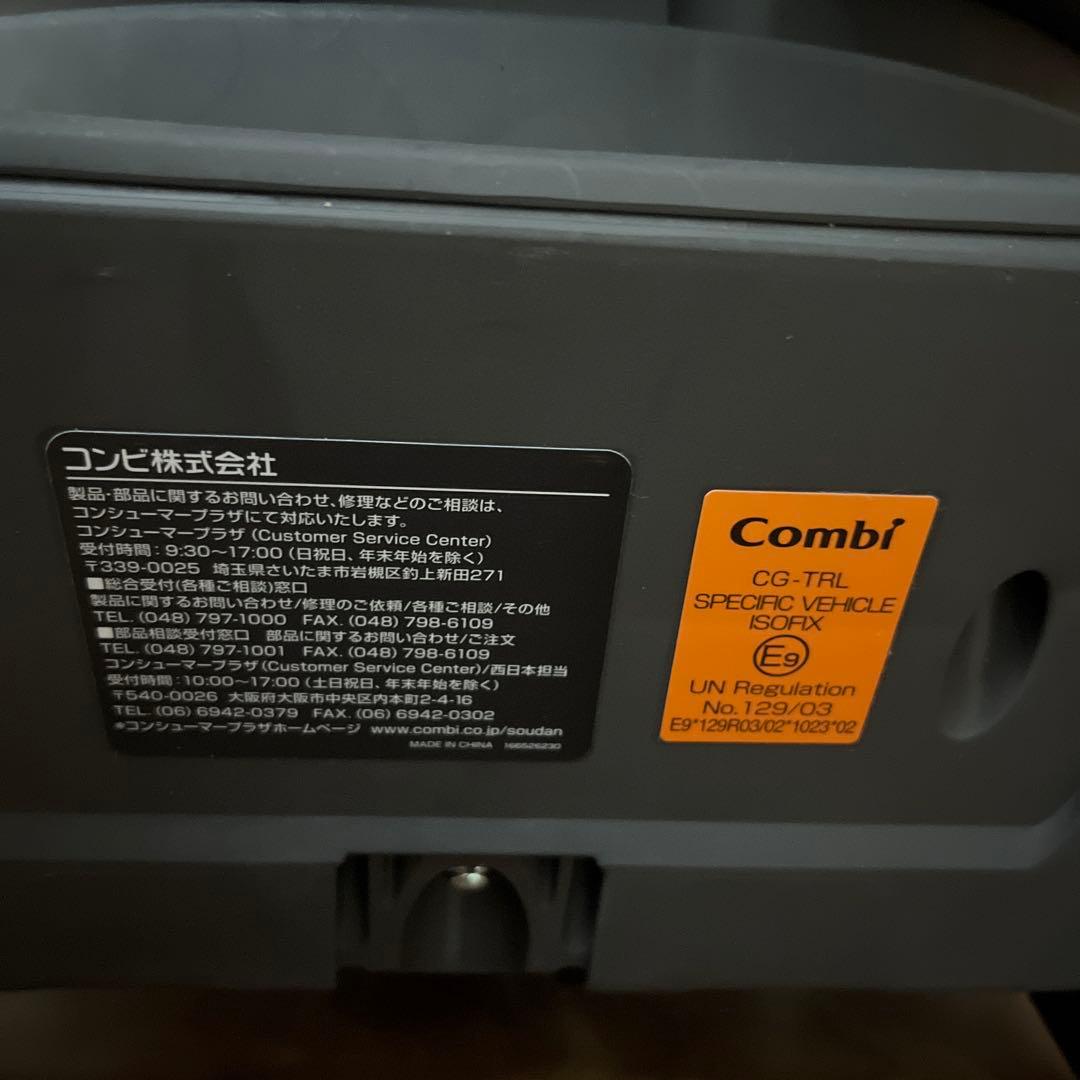 コンビ株式会社
製品・部品に関するお問い合わせ、修理などのご相談は、
コンシューマープラザにて対応いたします。
コンシューマープラザ (Customer Service Center)
受付時間:9:30~17:00 (日祝日、年末年始を除く)
〒339-0025 埼玉県さいたま市岩槻区釣上新田271
■総合受付(各種ご相談)窓口
製品に関するお問い合わせ/修理のご依頼/各種ご相談/その他
TEL. (048) 797-1000 FAX. (048) 798-6109
■部品相談受付窓口 部品に関するお問い合わせ/ご注文
TEL. (048) 797-1001 FAX. (048) 798-6109
コンシューマープラザ(Customer Service Center)/西日本担当
受付時間:10:00~17:00 (土日祝日、年末年始を除く)
〒540-0026 大阪府大阪市中央区内本町2-4-16
TEL. (06) 6942-0379 FAX. (06) 6942-0302
*コンシューマープラザホームページ www.combi.co.jp/soudan
MADE IN CHINA 166526230
Combi
CG-TRL
SPECIFIC VEHICLE
ISOFIX
E9
UN Regulation
No.129/03
E9*129R03/02*1023*02